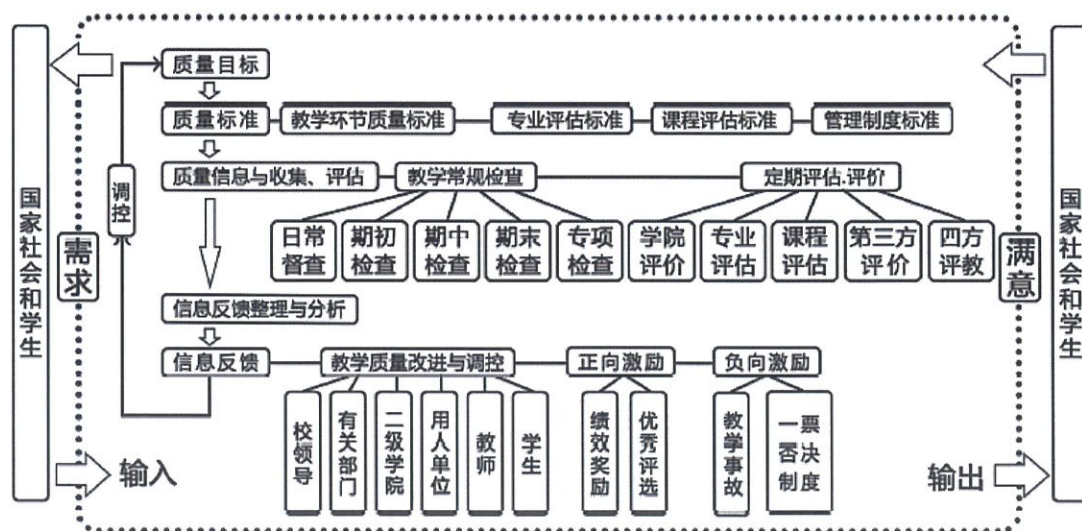 国家社会和学生
需求
调控
质量目标
质量标准
教学环节质量标准
专业评估标准
课程评估标准
管理制度标准
质量信息与收集、评估
教学常规检查
定期评估.评价
日常
督查
期初
检查
期中
检查
期末
检查
专项
检查
学院
评价
专业
评估
课程
评估
第三方
评价
四方
评教
信息反馈整理与分析
信息反馈
教学质量改进与调控
正向激励
负向激励
校领导
有关部门
二级学院
用人单位
教师
学生
绩效奖励
优秀评选
教学事故
一票
否决
制度
输入
输出
满意
国家社会和学生